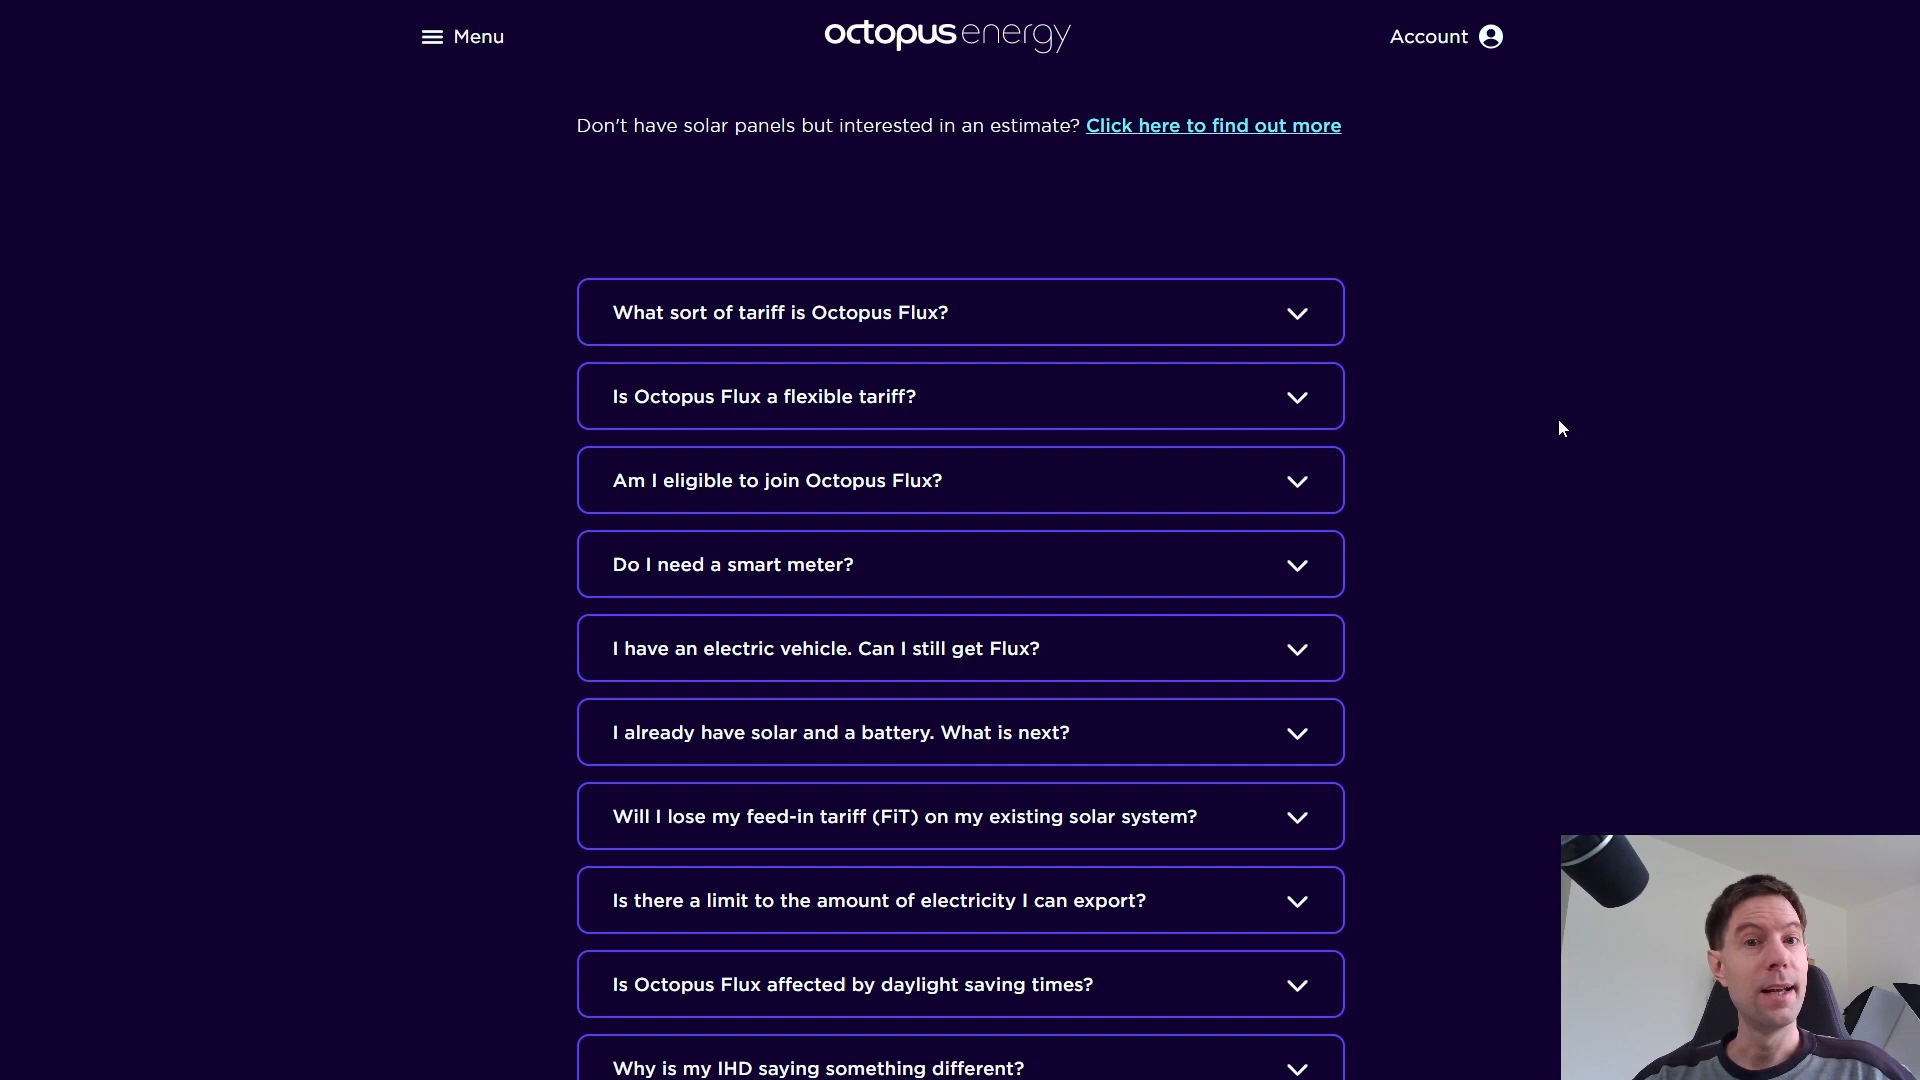 Menu
octopusenergy
Account
Don't have solar panels but interested in an estimate? Click here to find out more
What sort of tariff is Octopus Flux?
Is Octopus Flux a flexible tariff?
Am I eligible to join Octopus Flux?
Do I need a smart meter?
I have an electric vehicle. Can I still get Flux?
I already have solar and a battery. What is next?
Will I lose my feed-in tariff (FiT) on my existing solar system?
Is there a limit to the amount of electricity I can export?
Is Octopus Flux affected by daylight saving times?
Why is my IHD saying something different?